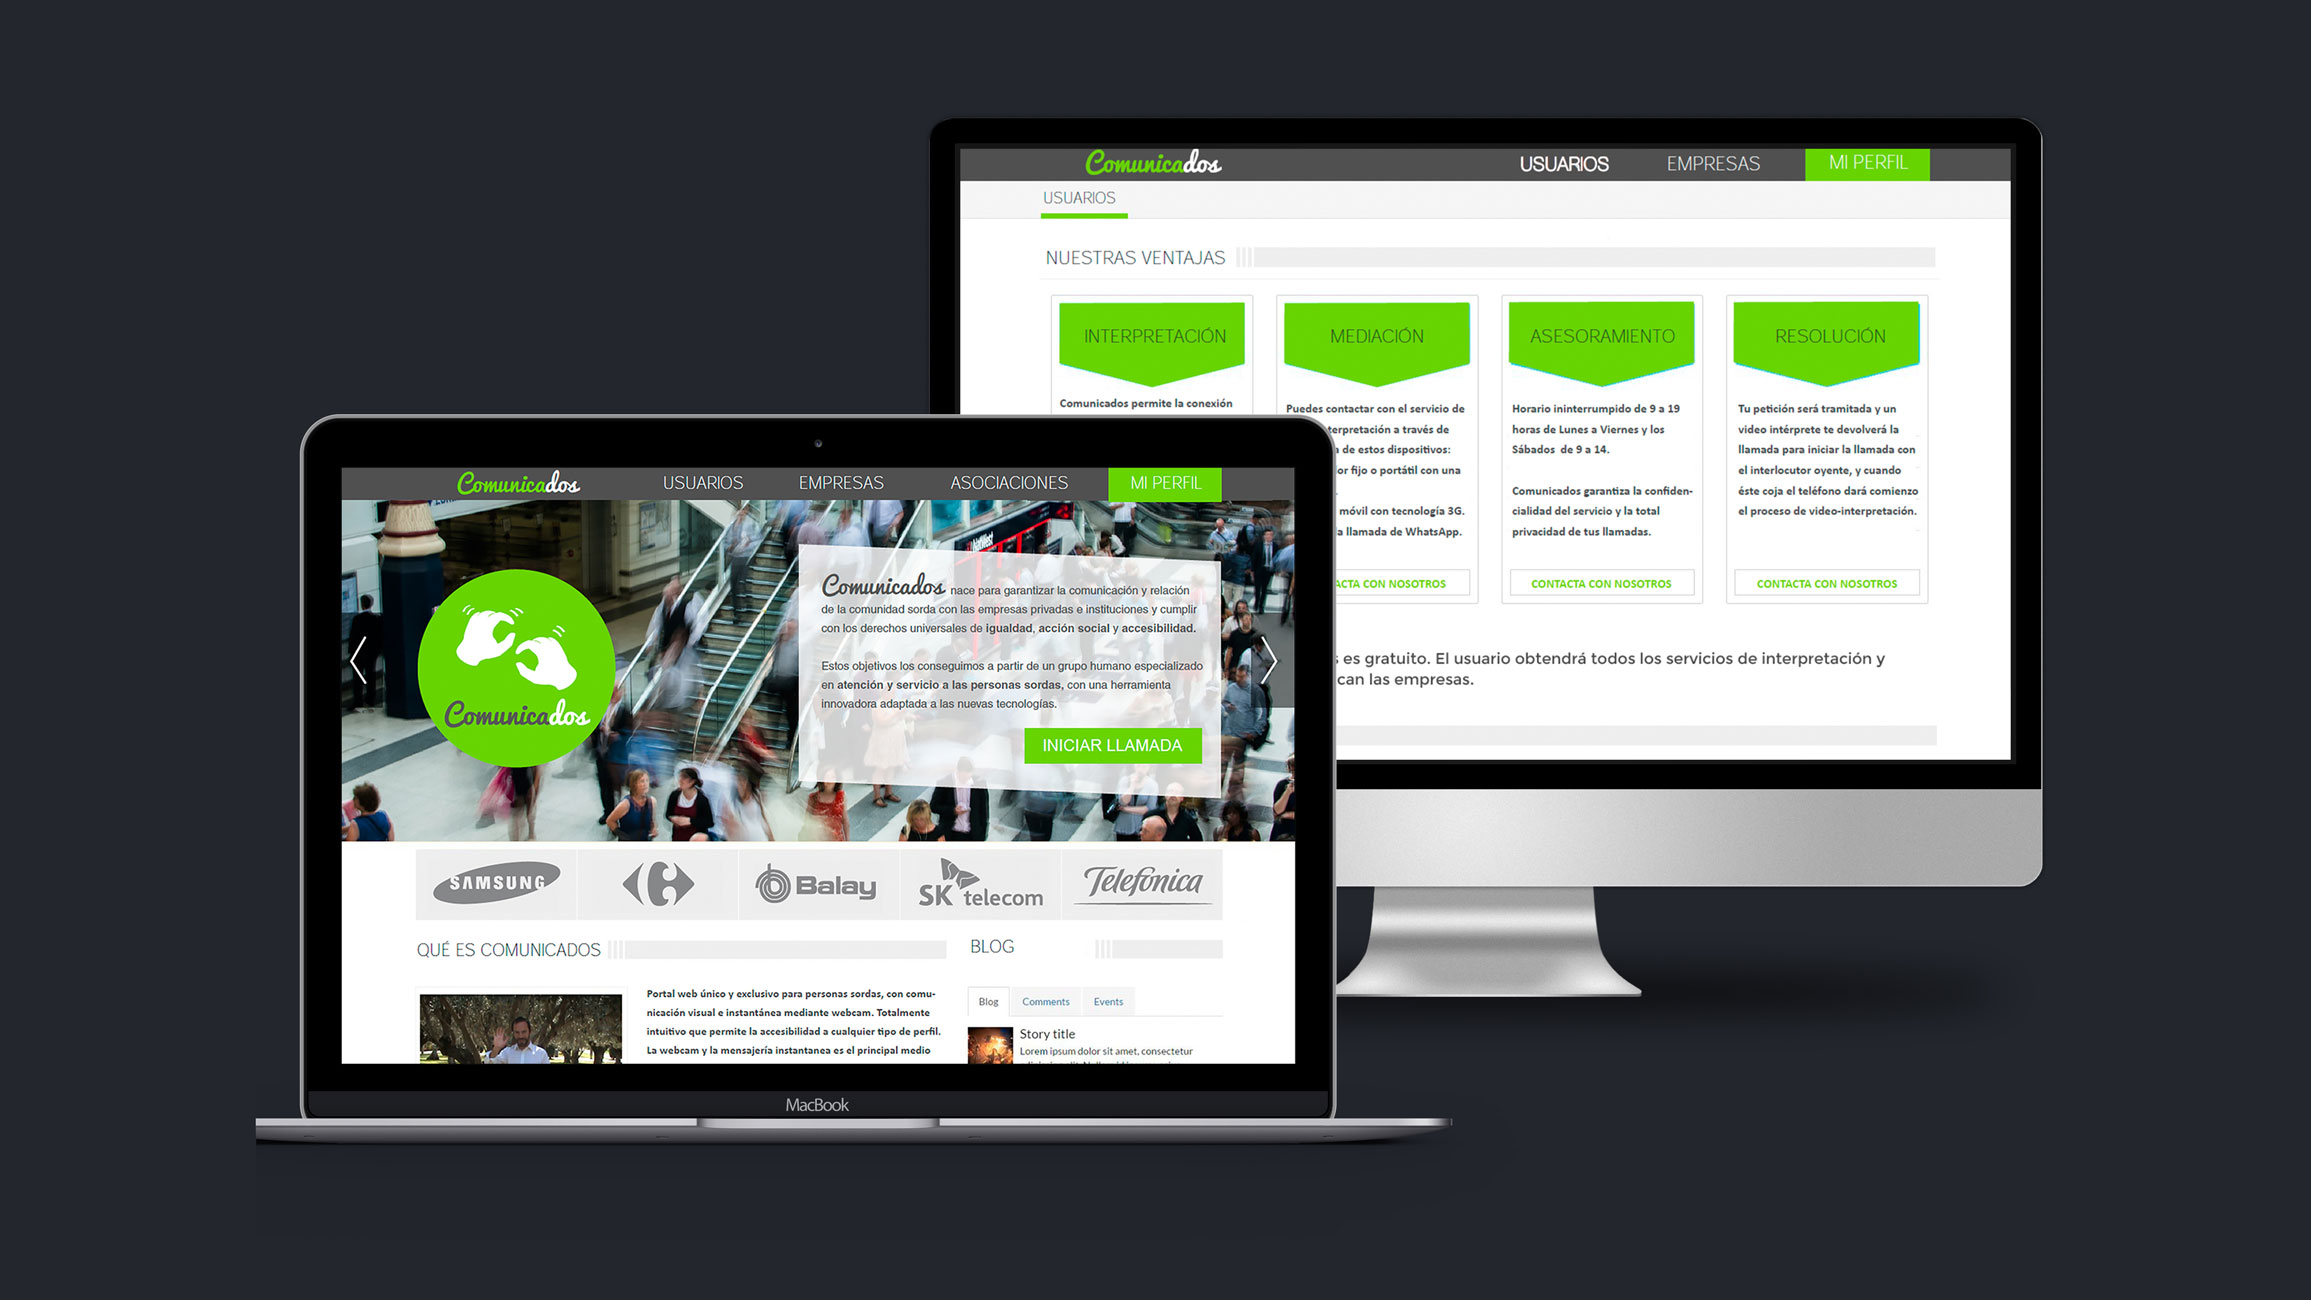 Comunicados
USUARIOS
EMPRESAS
MI PERFIL
USUARIOS
NUESTRAS VENTAJAS
INTERPRETACIÓN
Comunicados permite la conexión
MEDIACIÓN
Puedes contactar con el servicio de
terpretación a través de
a de estos dispositivos:
or fijo o portátil con una
móvil con tecnología 3G.
a llamada de WhatsApp.
ACTA CON NOSOTROS
ASESORAMIENTO
Horario ininterrumpido de 9 a 19
horas de Lunes a Viernes y los
Sábados de 9 a 14.
Comunicados garantiza la confiden-
cialidad del servicio y la total
privacidad de tus llamadas.
CONTACTA CON NOSOTROS
RESOLUCIÓN
Tu petición será tramitada y un
video intérprete te devolverá la
llamada para iniciar la llamada con
el interlocutor oyente, y cuando
éste coja el teléfono dará comienzo
el proceso de video-interpretación.
CONTACTA CON NOSOTROS
s es gratuito. El usuario obtendrá todos los servicios de interpretación y
can las empresas.
Comunicados
USUARIOS
EMPRESAS
ASOCIACIONES
MI PERFIL
Comunicados
Comunicados nace para garantizar la comunicación y relación
de la comunidad sorda con las empresas privadas e instituciones y cumplir
con los derechos universales de igualdad, acción social y accesibilidad.
Estos objetivos los conseguimos a partir de un grupo humano especializado
en atención y servicio a las personas sordas, con una herramienta
innovadora adaptada a las nuevas tecnologías.
INICIAR LLAMADA
SAMSUNG
Balay
SK telecom
Telefónica
QUÉ ES COMUNICADOS
Portal web único y exclusivo para personas sordas, con comu-
nicación visual e instantánea mediante webcam. Totalmente
intuitivo que permite la accesibilidad a cualquier tipo de perfil.
La webcam y la mensajería instantanea es el principal medio
BLOG
Blog
Comments
Events
Story title
Lorem ipsum dolor sit amet, consectetur
MacBook